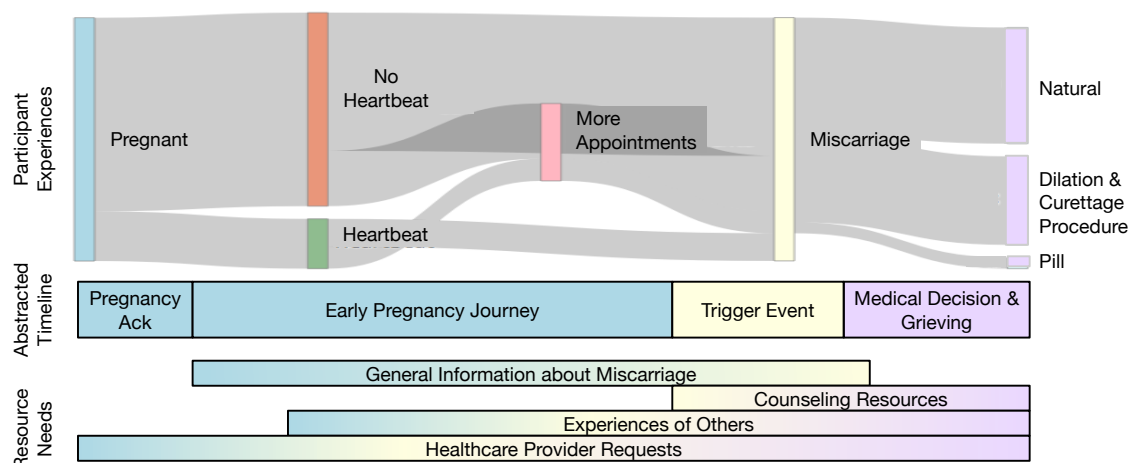 Participant
Experiences
Pregnant
No
Heartbeat
Heartbeat
More
Appointments
Miscarriage
Natural
Dilation &
Curettage
Procedure
Pill
Abstracted
Timeline
Pregnancy
Ack
Early Pregnancy Journey
Trigger Event
Medical Decision &
Grieving
Resource
Needs
General Information about Miscarriage
Counseling Resources
Experiences of Others
Healthcare Provider Requests